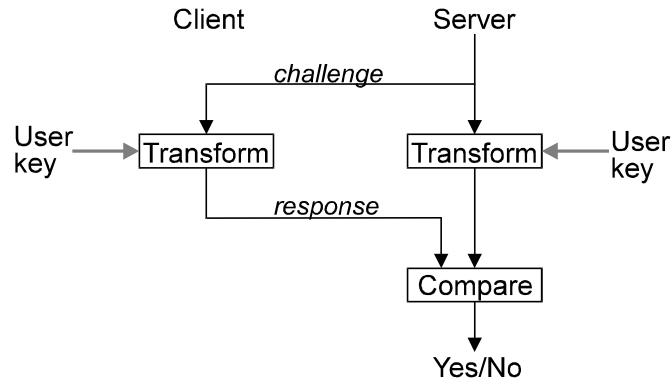 Client
Server
challenge
User
key
Transform
Transform
User
key
response
Compare
Yes/No